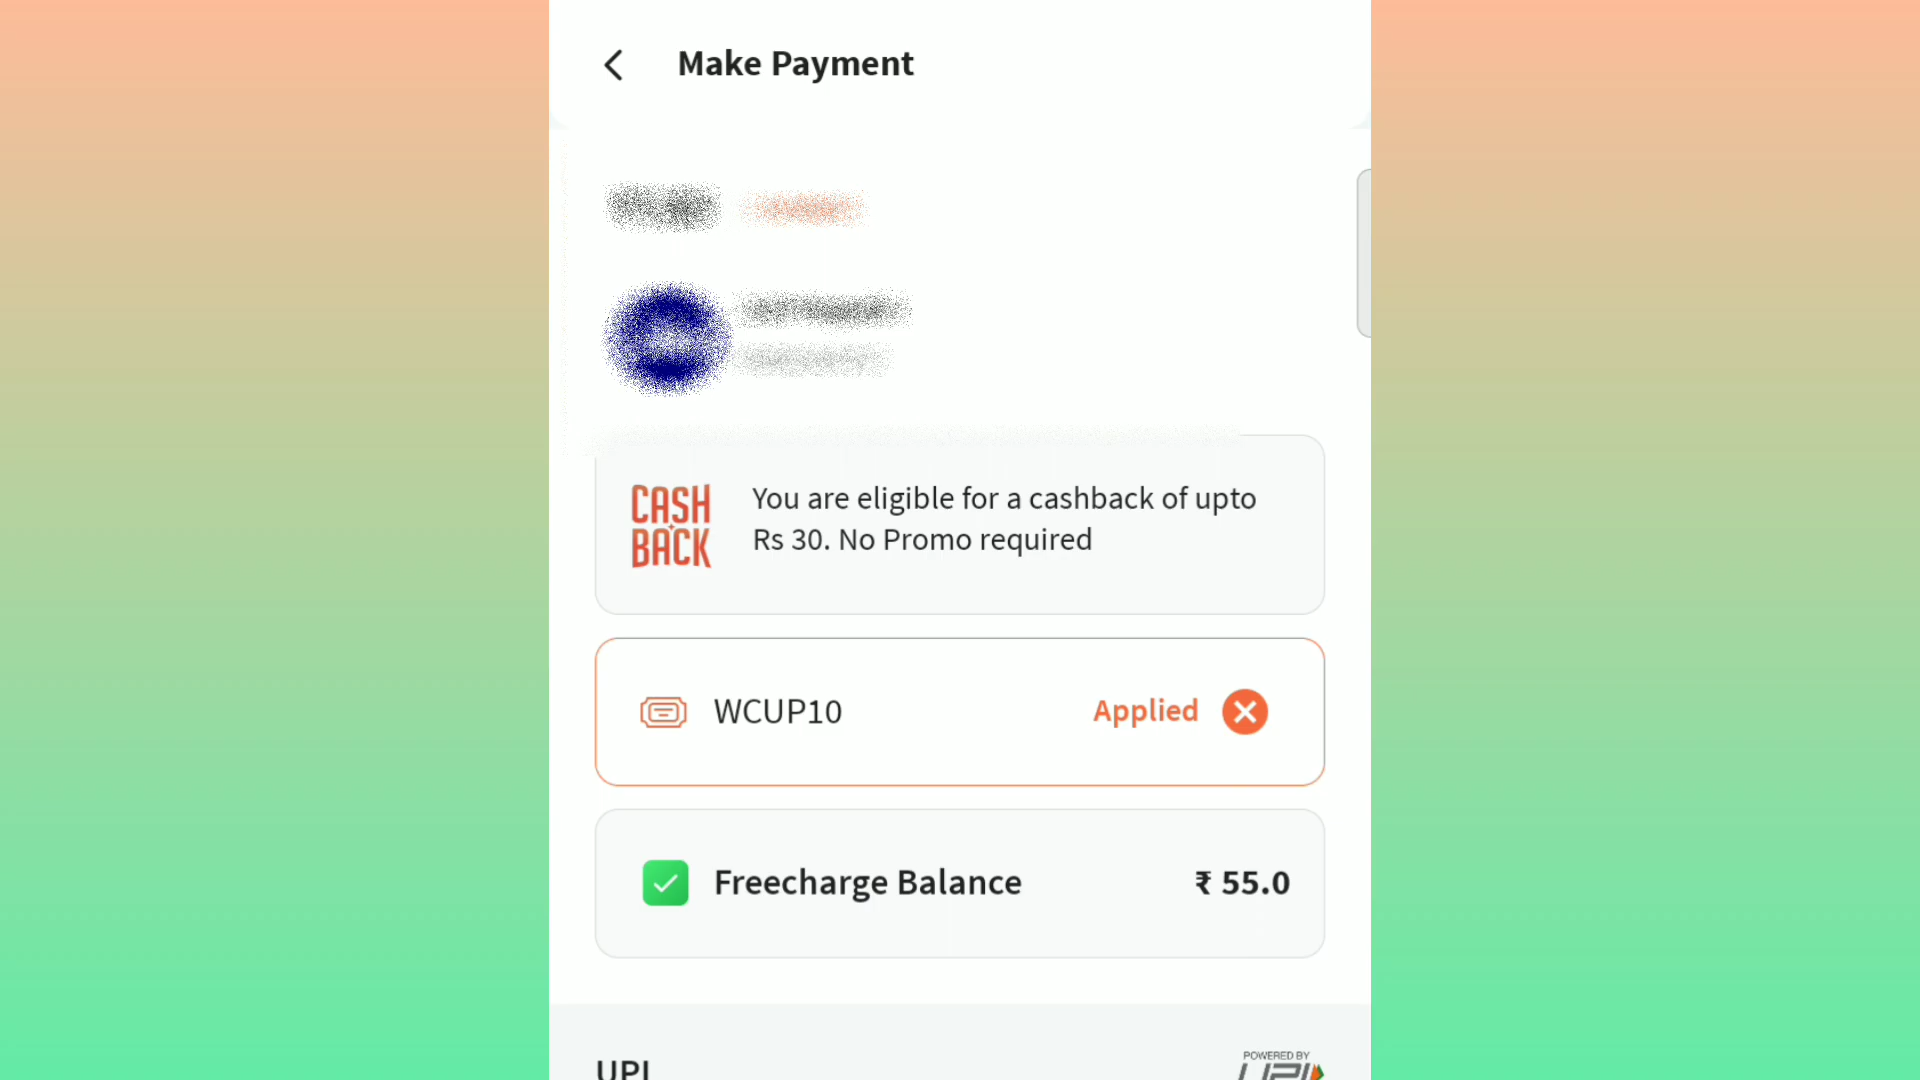 Make Payment
CASH
BACK
You are eligible for a cashback of upto
Rs 30. No Promo required
WCUP10
Applied
Freecharge Balance
₹ 55.0
UPI
POWERED BY
UPI